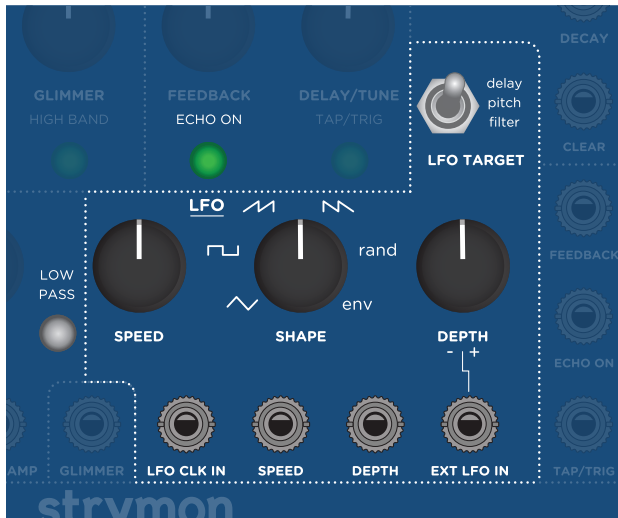 GLIMMER
HIGH BAND
FEEDBACK
ECHO ON
DELAY/TUNE
TAP/TRIG
delay
pitch
filter
LFO TARGET
DECAY
CLEAR
LFO
rand
env
LOW
PASS
SPEED
SHAPE
DEPTH
- +
FEEDBACK
ECHO ON
AMP
GLIMMER
LFO CLK IN
SPEED
DEPTH
EXT LFO IN
TAP/TRIG
strymon